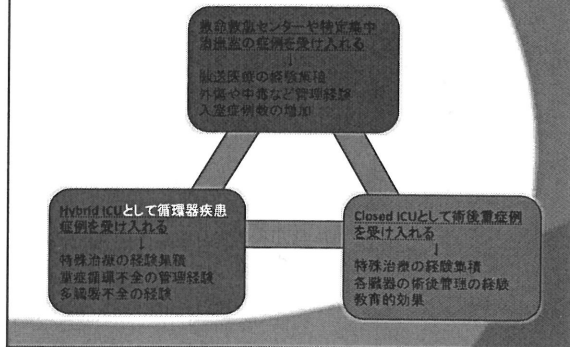 救命救急センターや特定集中
治療室の症例を受け入れる
↓
搬送医療の経験集積
外傷や中毒など管理経験
入室症例数の増加
Hybrid ICUとして循環器疾患
症例を受け入れる
↓
特殊治療の経験集積
重症循環不全の管理経験
多臓器不全の経験
Closed ICUとして術後重症例
を受け入れる
↓
特殊治療の経験集積
各臓器の術後管理の経験
教育的効果